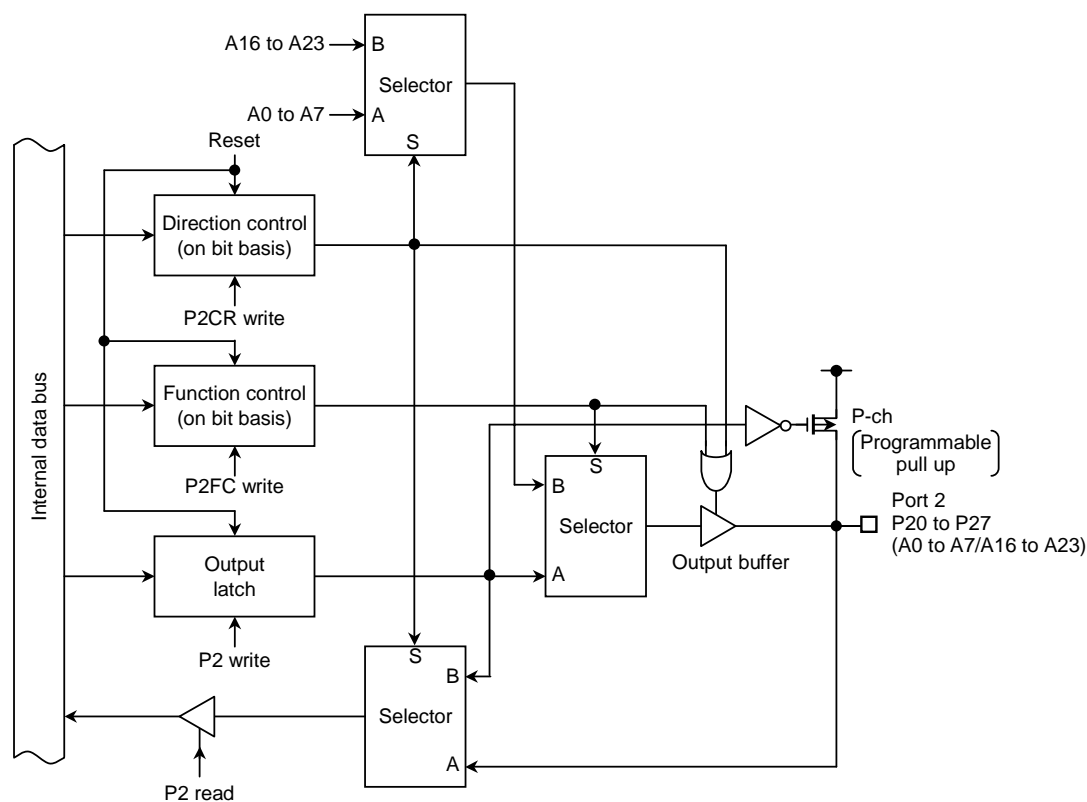 A16 to A23
B
Selector
A0 to A7
A
S
Reset
Direction control
(on bit basis)
P2CR write
Internal data bus
Function control
(on bit basis)
P2FC write
P-ch
Programmable
pull up
S
B
Selector
A
Output buffer
Port 2
P20 to P27
(A0 to A7/A16 to A23)
Output
latch
P2 write
S
B
Selector
A
P2 read